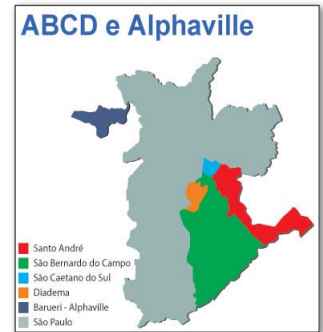 ABCD e Alphaville
Santo André
São Bernardo do Campo
São Caetano do Sul
Diadema
Barueri - Alphaville
São Paulo